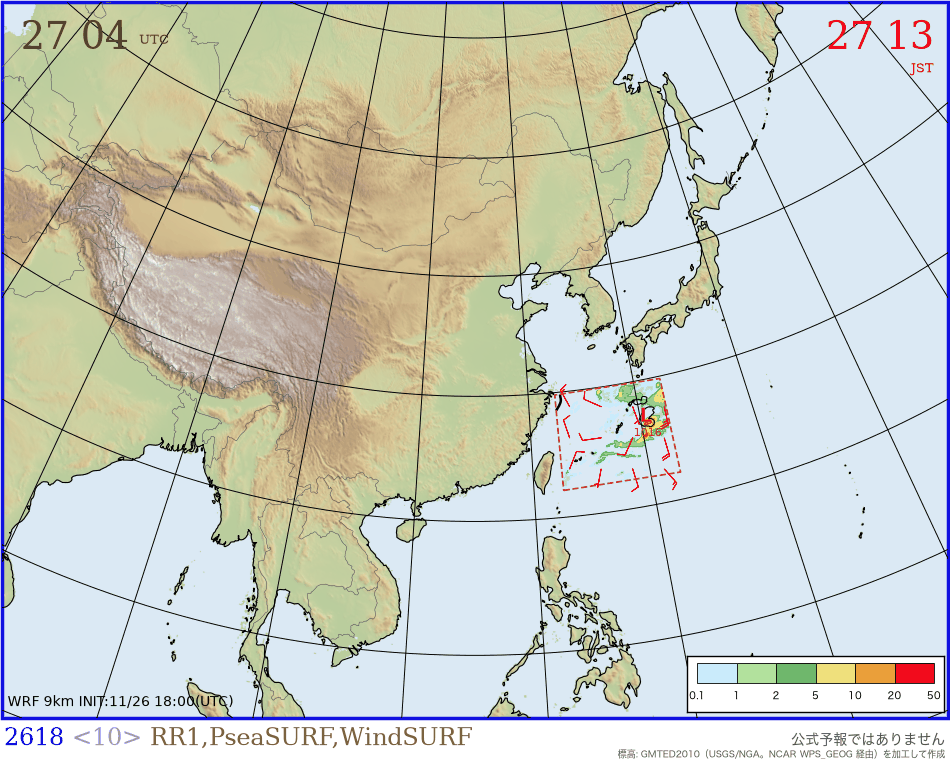 27 04 UTC
27 13
JST
1016
0.1 1 2 5 10 20 50
WRF 9km INIT:11/26 18:00(UTC)
2618 <10> RR1,PseaSURF,WindSURF
公式予報ではありません
標高: GMTED2010（USGS/NGA。NCAR WPS_GEOG 経由）を加工して作成